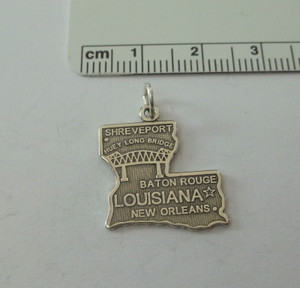 cm 1 2 3
SHREVEPORT
HUEY LONG BRIDGE
BATON ROUGE
LOUISIANA
NEW ORLEANS